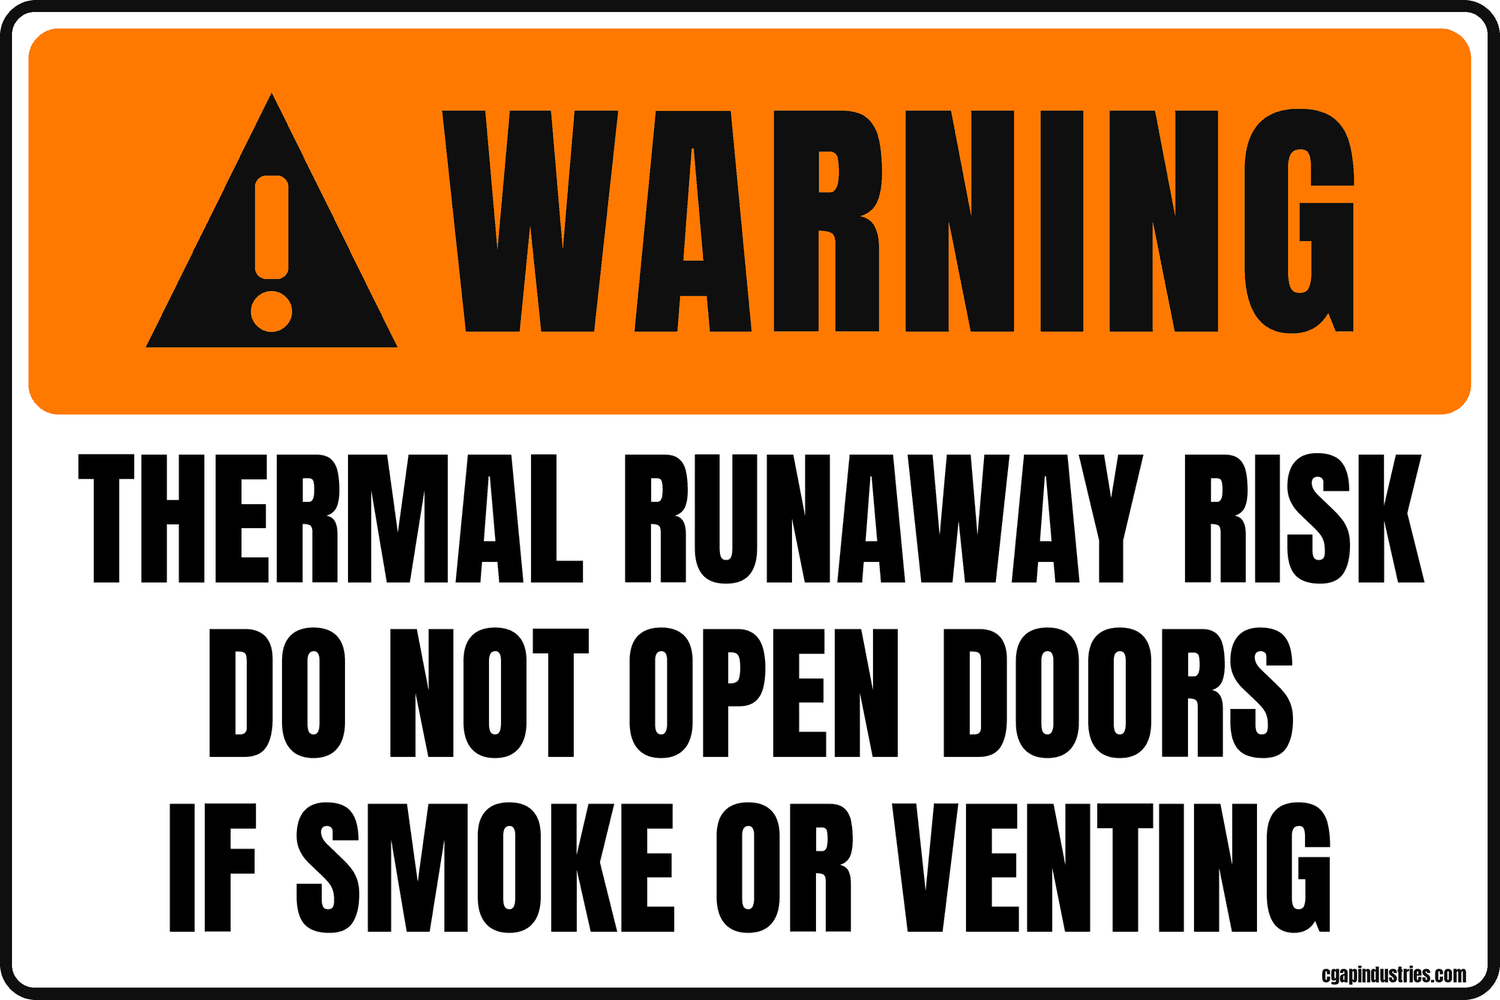 WARNING
THERMAL RUNAWAY RISK
DO NOT OPEN DOORS
IF SMOKE OR VENTING
cgapindustries.com